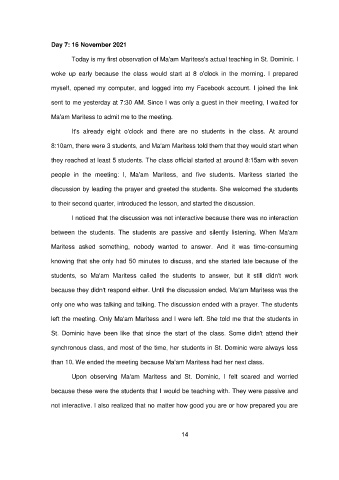 Day 7: 16 November 2021
Today is my first observation of Ma'am Maritess's actual teaching in St. Dominic. I
woke up early because the class would start at 8 o'clock in the morning. I prepared
myself, opened my computer, and logged into my Facebook account. I joined the link
sent to me yesterday at 7:30 AM. Since I was only a guest in their meeting, I waited for
Ma'am Maritess to admit me to the meeting.
It's already eight o'clock and there are no students in the class. At around
8:10am, there were 3 students, and Ma'am Maritess told them that they would start when
they reached at least 5 students. The class official started at around 8:15am with seven
people in the meeting; I, Ma'am Maritess, and five students. Maritess started the
discussion by leading the prayer and greeted the students. She welcomed the students
to their second quarter, introduced the lesson, and started the discussion.
I noticed that the discussion was not interactive because there was no interaction
between the students. The students are passive and silently listening. When Ma'am
Maritess asked something, nobody wanted to answer. And it was time-consuming
knowing that she only had 50 minutes to discuss, and she started late because of the
students, so Ma'am Maritess called the students to answer, but it still didn't work
because they didn't respond either. Until the discussion ended, Ma'am Maritess was the
only one who was talking and talking. The discussion ended with a prayer. The students
left the meeting. Only Ma'am Maritess and I were left. She told me that the students in
St. Dominic have been like that since the start of the class. Some didn't attend their
synchronous class, and most of the time, her students in St. Dominic were always less
than 10. We ended the meeting because Ma'am Maritess had her next class.
Upon observing Ma'am Maritess and St. Dominic, I felt scared and worried
because these were the students that I would be teaching with. They were passive and
not interactive. I also realized that no matter how good you are or how prepared you are
14